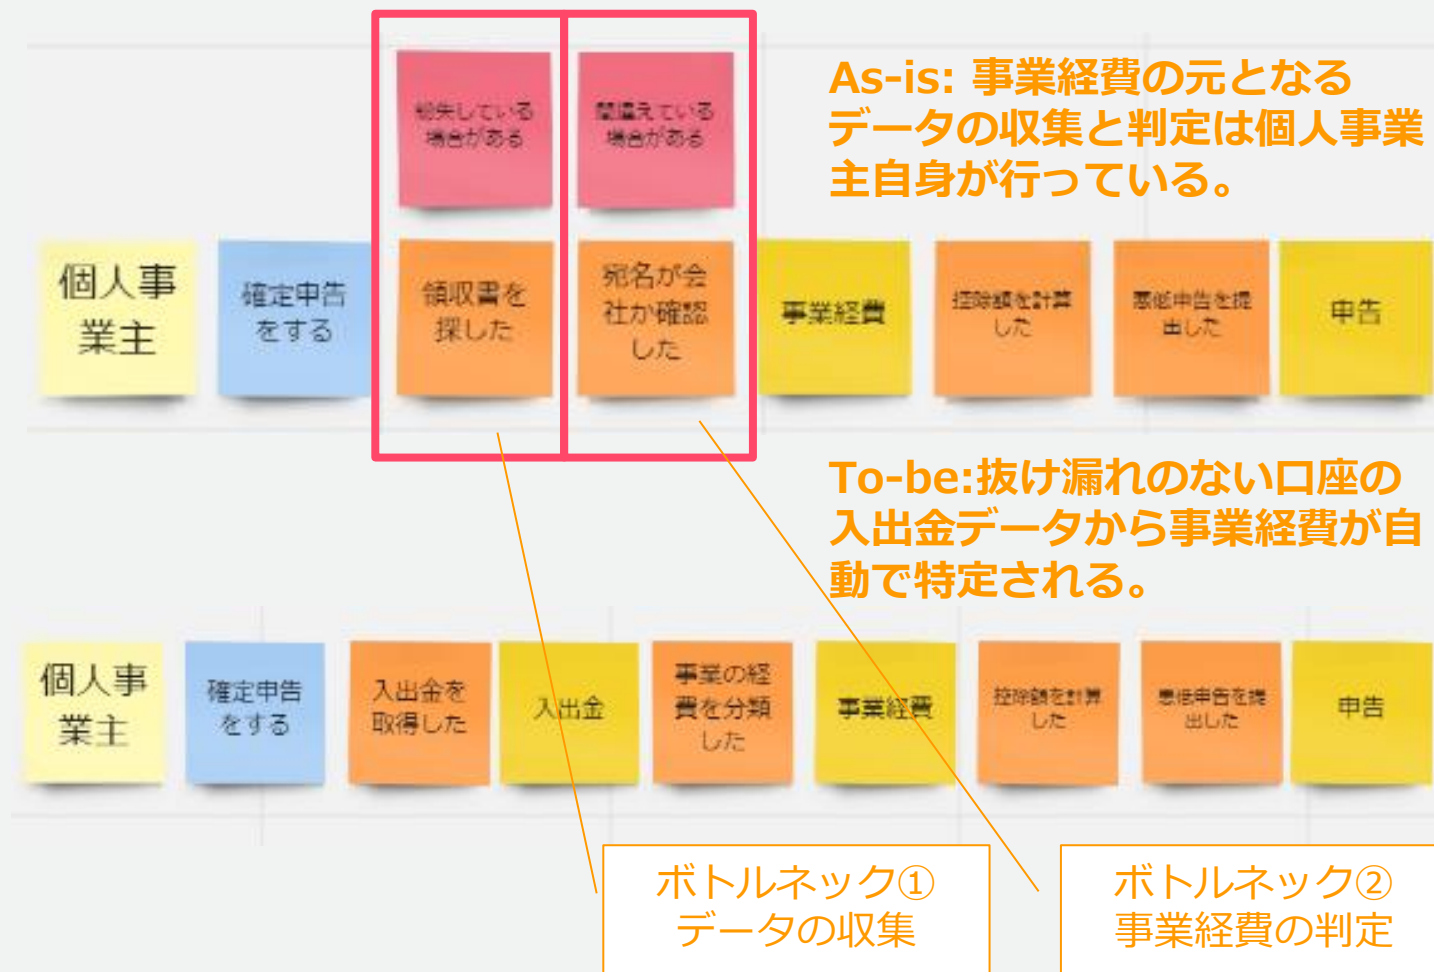 紛失している
場合がある
間違えている
場合がある
As-is: 事業経費の元となる
データの収集と判定は個人事業
主自身が行っている。
個人事
業主
確定申告
をする
領収書を
探した
宛名が会
社か確認
した
事業経費
控除額を計算
した
申告を提
出した
申告
To-be:抜け漏れのない口座の
入出金データから事業経費が自
動で特定される。
個人事
業主
確定申告
をする
入出金を
取得した
入出金
事業の経
費を分類
した
事業経費
控除額を計算
した
申告を提
出した
申告
ボトルネック①
データの収集
ボトルネック②
事業経費の判定